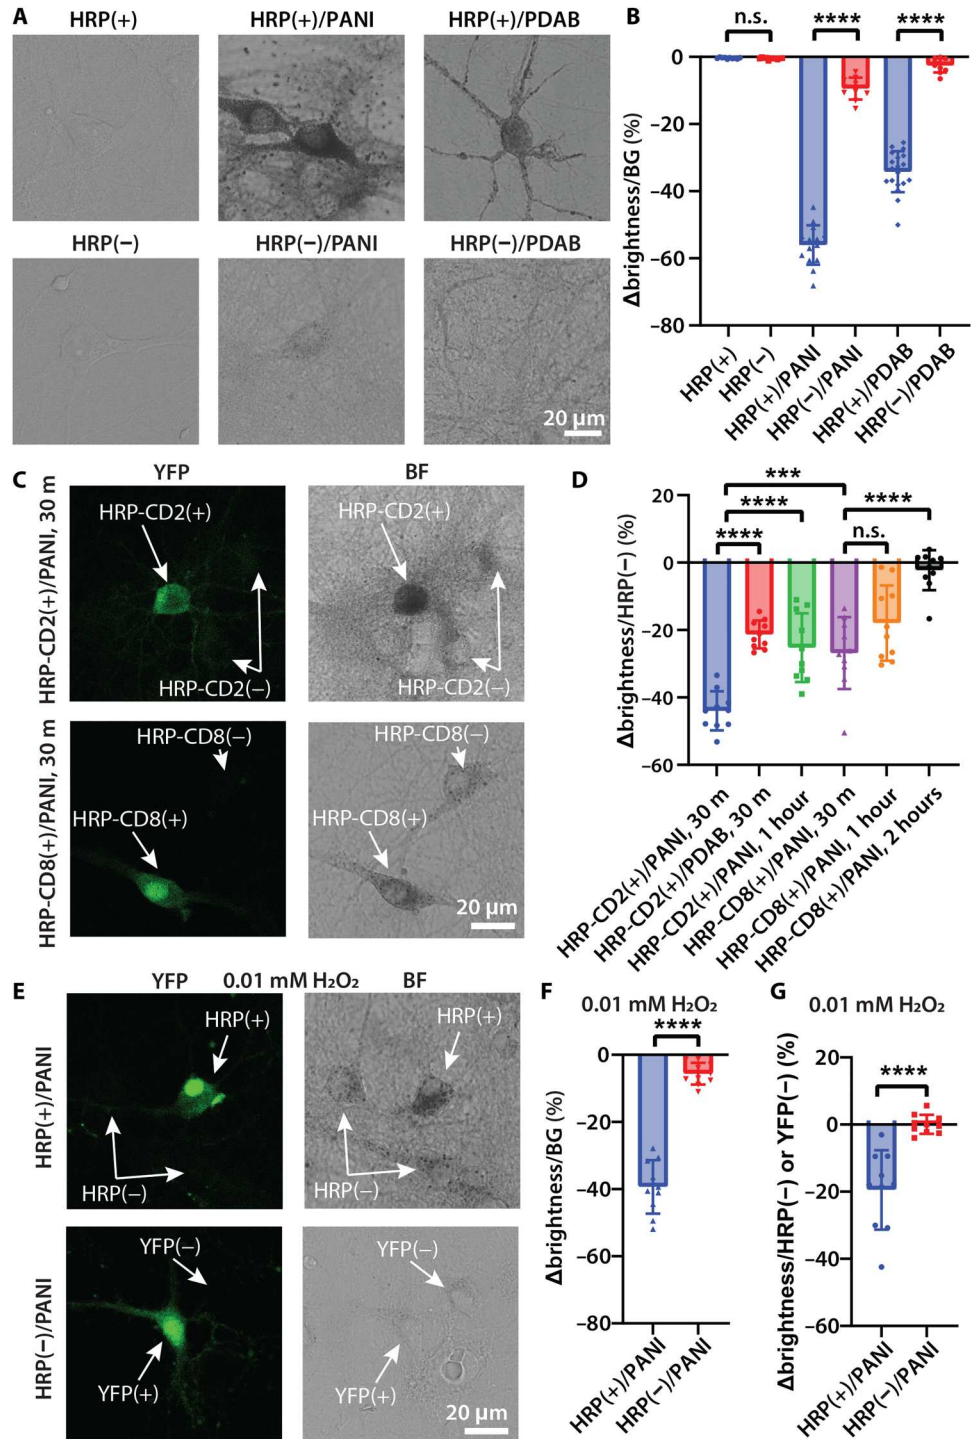 A
HRP(+)
HRP(+)/PANI
HRP(+)/PDAB
HRP(−)
HRP(−)/PANI
HRP(−)/PDAB
20 μm
B
n.s.
****
****
0
−20
−40
−60
−80
Δbrightness/BG (%)
HRP(+)
HRP(−)
HRP(+)/PANI
HRP(−)/PANI
HRP(+)/PDAB
HRP(−)/PDAB
C
YFP
BF
HRP-CD2(+)/PANI, 30 m
HRP-CD2(+)
HRP-CD2(−)
HRP-CD2(+)
HRP-CD2(−)
HRP-CD8(+)/PANI, 30 m
HRP-CD8(−)
HRP-CD8(+)
HRP-CD8(−)
HRP-CD8(+)
20 μm
D
***
****
****
****
n.s.
20
0
−20
−40
−60
Δbrightness/HRP(−) (%)
HRP-CD2(+)/PANI, 30 m
HRP-CD2(+)/PDAB, 30 m
HRP-CD2(+)/PANI, 1 hour
HRP-CD8(+)/PANI, 30 m
HRP-CD8(+)/PANI, 1 hour
HRP-CD8(+)/PANI, 2 hours
E
YFP
0.01 mM H₂O₂
BF
HRP(+)/PANI
HRP(+)
HRP(−)
HRP(+)
HRP(−)
HRP(−)/PANI
YFP(−)
YFP(+)
YFP(−)
YFP(+)
20 μm
F
0.01 mM H₂O₂
****
0
−20
−40
−60
−80
Δbrightness/BG (%)
HRP(+)/PANI
HRP(−)/PANI
G
0.01 mM H₂O₂
****
20
0
−20
−40
−60
Δbrightness/HRP(−) or YFP(−) (%)
HRP(+)/PANI
HRP(−)/PANI